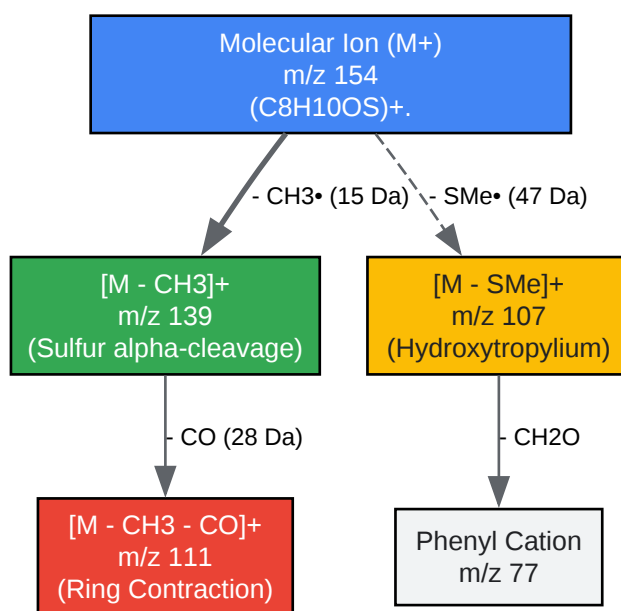 Molecular Ion (M+)
m/z 154
(C8H10OS)+.
- CH3• (15 Da)
- SMe• (47 Da)
[M - CH3]+
m/z 139
(Sulfur alpha-cleavage)
[M - SMe]+
m/z 107
(Hydroxytropylium)
- CO (28 Da)
- CH2O
[M - CH3 - CO]+
m/z 111
(Ring Contraction)
Phenyl Cation
m/z 77